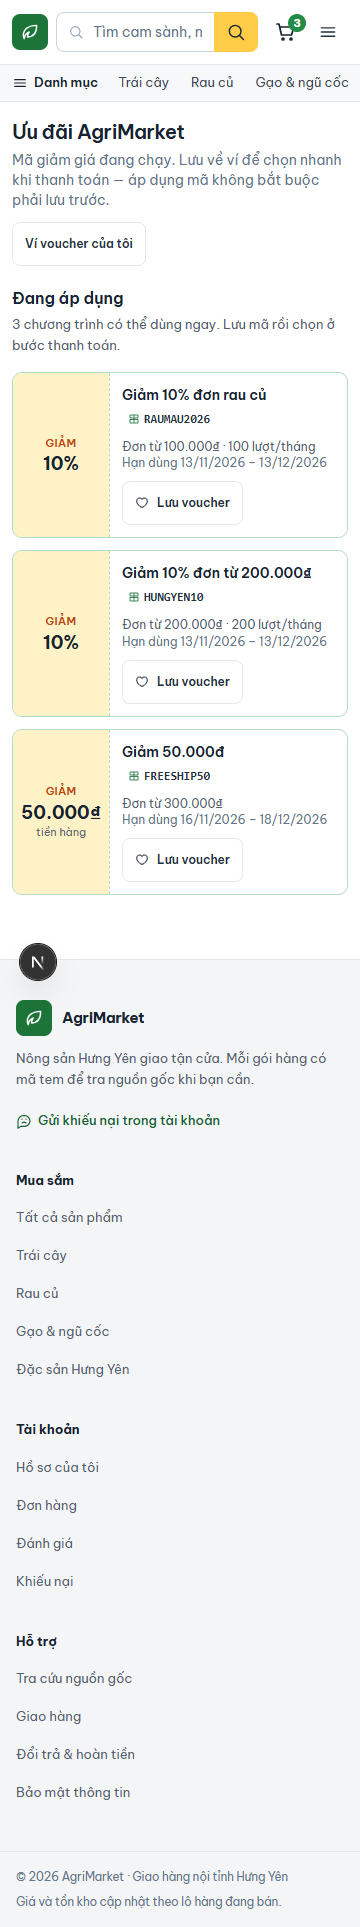 Tìm cam sành, n
3
Danh mục Trái cây Rau củ Gạo & ngũ cốc
Ưu đãi AgriMarket
Mã giảm giá đang chạy. Lưu về ví để chọn nhanh
khi thanh toán — áp dụng mã không bắt buộc
phải lưu trước.
Ví voucher của tôi
Đang áp dụng
3 chương trình có thể dùng ngay. Lưu mã rồi chọn ở
bước thanh toán.
GIẢM
10%
Giảm 10% đơn rau củ
RAUMAU2026
Đơn từ 100.000₫ · 100 lượt/tháng
Hạn dùng 13/11/2026 – 13/12/2026
Lưu voucher
GIẢM
10%
Giảm 10% đơn từ 200.000₫
HUNGYEN10
Đơn từ 200.000₫ · 200 lượt/tháng
Hạn dùng 13/11/2026 – 13/12/2026
Lưu voucher
GIẢM
50.000₫
tiền hàng
Giảm 50.000đ
FREESHIP50
Đơn từ 300.000₫
Hạn dùng 16/11/2026 – 18/12/2026
Lưu voucher
N
AgriMarket
Nông sản Hưng Yên giao tận cửa. Mỗi gói hàng có
mã tem để tra nguồn gốc khi bạn cần.
Gửi khiếu nại trong tài khoản
Mua sắm
Tất cả sản phẩm
Trái cây
Rau củ
Gạo & ngũ cốc
Đặc sản Hưng Yên
Tài khoản
Hồ sơ của tôi
Đơn hàng
Đánh giá
Khiếu nại
Hỗ trợ
Tra cứu nguồn gốc
Giao hàng
Đổi trả & hoàn tiền
Bảo mật thông tin
© 2026 AgriMarket · Giao hàng nội tỉnh Hưng Yên
Giá và tồn kho cập nhật theo lô hàng đang bán.